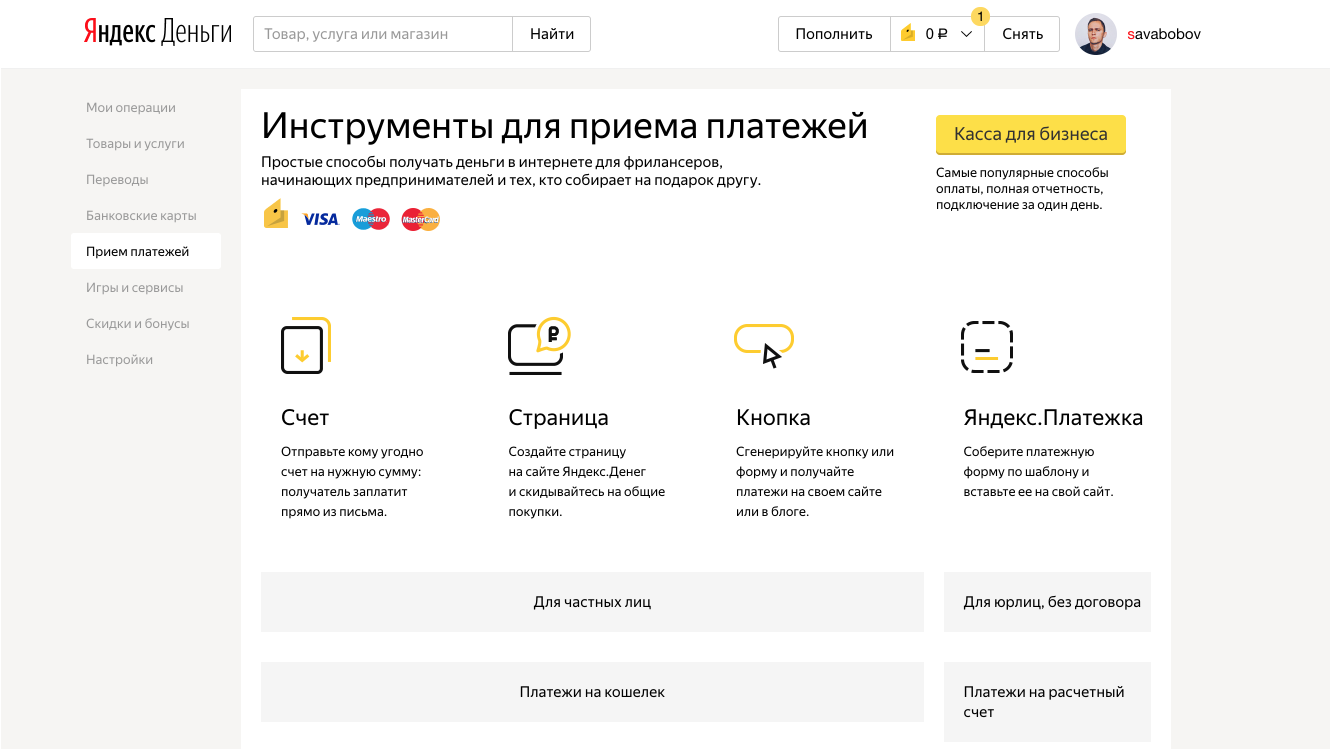 Яндекс Деньги
Товар, услуга или магазин
Найти
Пополнить
0 ₽
1
Снять
savabobov
Мои операции
Товары и услуги
Переводы
Банковские карты
Прием платежей
Игры и сервисы
Скидки и бонусы
Настройки
Инструменты для приема платежей
Простые способы получать деньги в интернете для фрилансеров,
начинающих предпринимателей и тех, кто собирает на подарок другу.
VISA
Maestro
MasterCard
Касса для бизнеса
Самые популярные способы
оплаты, полная отчетность,
подключение за один день.
₽
Счет
Отправьте кому угодно
счет на нужную сумму:
получатель заплатит
прямо из письма.
Страница
Создайте страницу
на сайте Яндекс.Денег
и скидывайтесь на общие
покупки.
Кнопка
Сгенерируйте кнопку или
форму и получайте
платежи на своем сайте
или в блоге.
Яндекс.Платежка
Соберите платежную
форму по шаблону и
вставьте ее на свой сайт.
Для частных лиц
Для юрлиц, без договора
Платежи на кошелек
Платежи на расчетный
счет